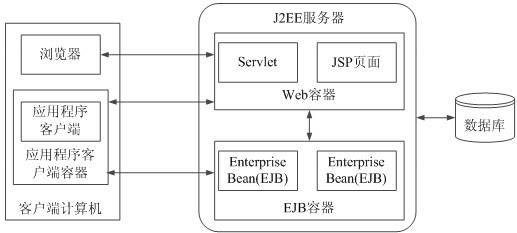 J2EE服务器
浏览器
Servlet
JSP页面
Web容器
应用程序
客户端
应用程序客
户端容器
数据库
Enterprise
Bean(EJB)
Enterprise
Bean(EJB)
EJB容器
客户端计算机